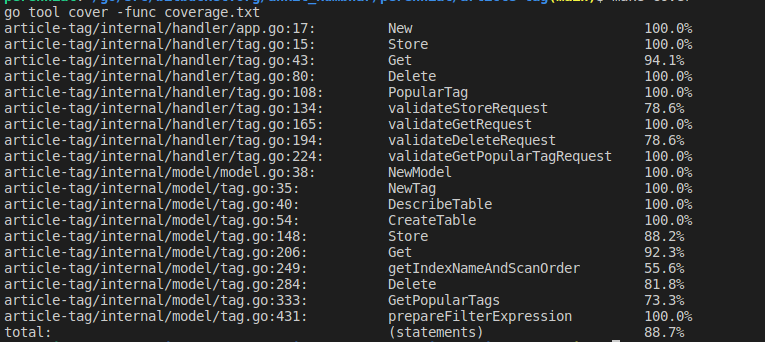 go tool cover -func coverage.txt
article-tag/internal/handler/app.go:17: New 100.0%
article-tag/internal/handler/tag.go:15: Store 100.0%
article-tag/internal/handler/tag.go:43: Get 94.1%
article-tag/internal/handler/tag.go:80: Delete 100.0%
article-tag/internal/handler/tag.go:108: PopularTag 100.0%
article-tag/internal/handler/tag.go:134: validateStoreRequest 78.6%
article-tag/internal/handler/tag.go:165: validateGetRequest 100.0%
article-tag/internal/handler/tag.go:194: validateDeleteRequest 78.6%
article-tag/internal/handler/tag.go:224: validateGetPopularTagRequest 100.0%
article-tag/internal/model/model.go:38: NewModel 100.0%
article-tag/internal/model/tag.go:35: NewTag 100.0%
article-tag/internal/model/tag.go:40: DescribeTable 100.0%
article-tag/internal/model/tag.go:54: CreateTable 100.0%
article-tag/internal/model/tag.go:148: Store 88.2%
article-tag/internal/model/tag.go:206: Get 92.3%
article-tag/internal/model/tag.go:249: getIndexNameAndScanOrder 55.6%
article-tag/internal/model/tag.go:284: Delete 81.8%
article-tag/internal/model/tag.go:333: GetPopularTags 73.3%
article-tag/internal/model/tag.go:431: prepareFilterExpression 100.0%
total: (statements) 88.7%